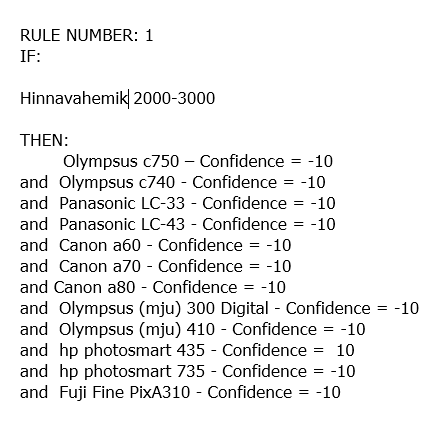 RULE NUMBER: 1
IF:
Hinnavahemik 2000-3000
THEN:
Olympsus c750 – Confidence = -10
and Olympsus c740 - Confidence = -10
and Panasonic LC-33 - Confidence = -10
and Panasonic LC-43 - Confidence = -10
and Canon a60 - Confidence = -10
and Canon a70 - Confidence = -10
and Canon a80 - Confidence = -10
and Olympsus (mju) 300 Digital - Confidence = -10
and Olympsus (mju) 410 - Confidence = -10
and hp photosmart 435 - Confidence = 10
and hp photosmart 735 - Confidence = -10
and Fuji Fine PixA310 - Confidence = -10